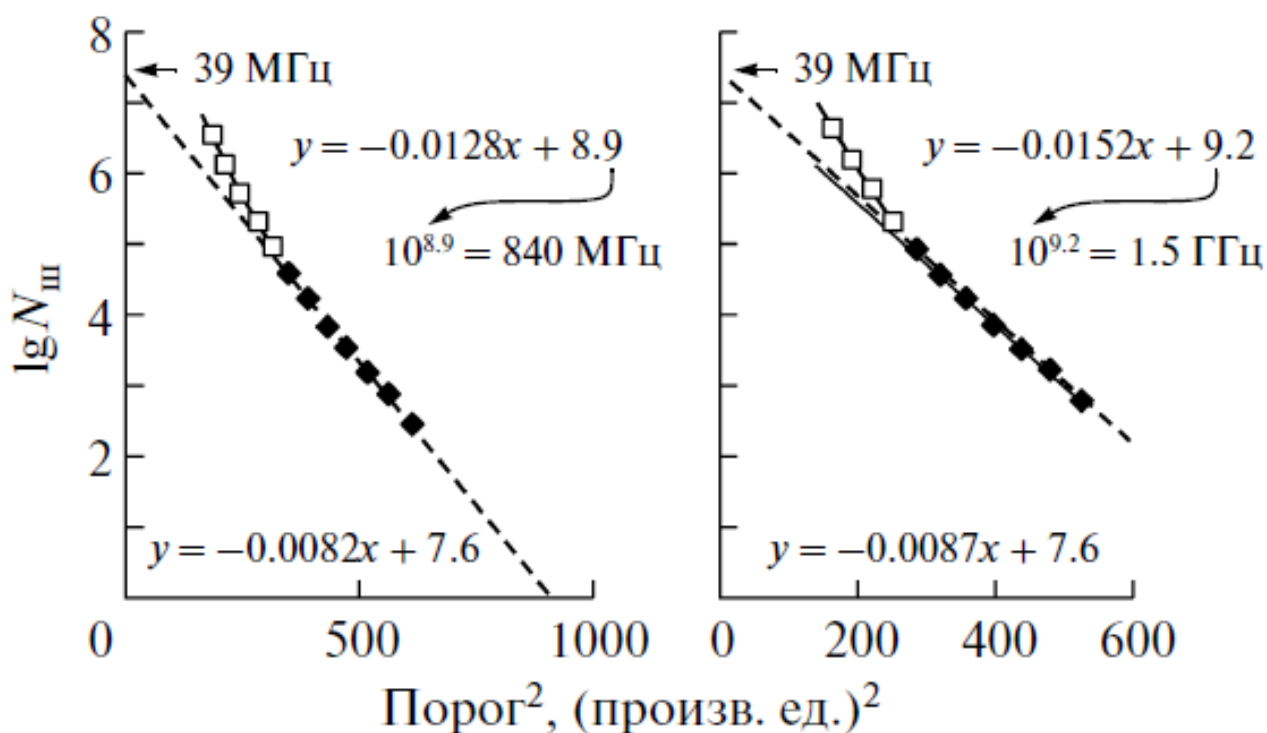 8
6
4
2
0
lg Nш
39 МГц
y = −0.0128x + 8.9
10^8.9 = 840 МГц
y = −0.0082x + 7.6
500
1000
39 МГц
y = −0.0152x + 9.2
10^9.2 = 1.5 ГГц
y = −0.0087x + 7.6
0
200
400
600
Порог², (произв. ед.)²